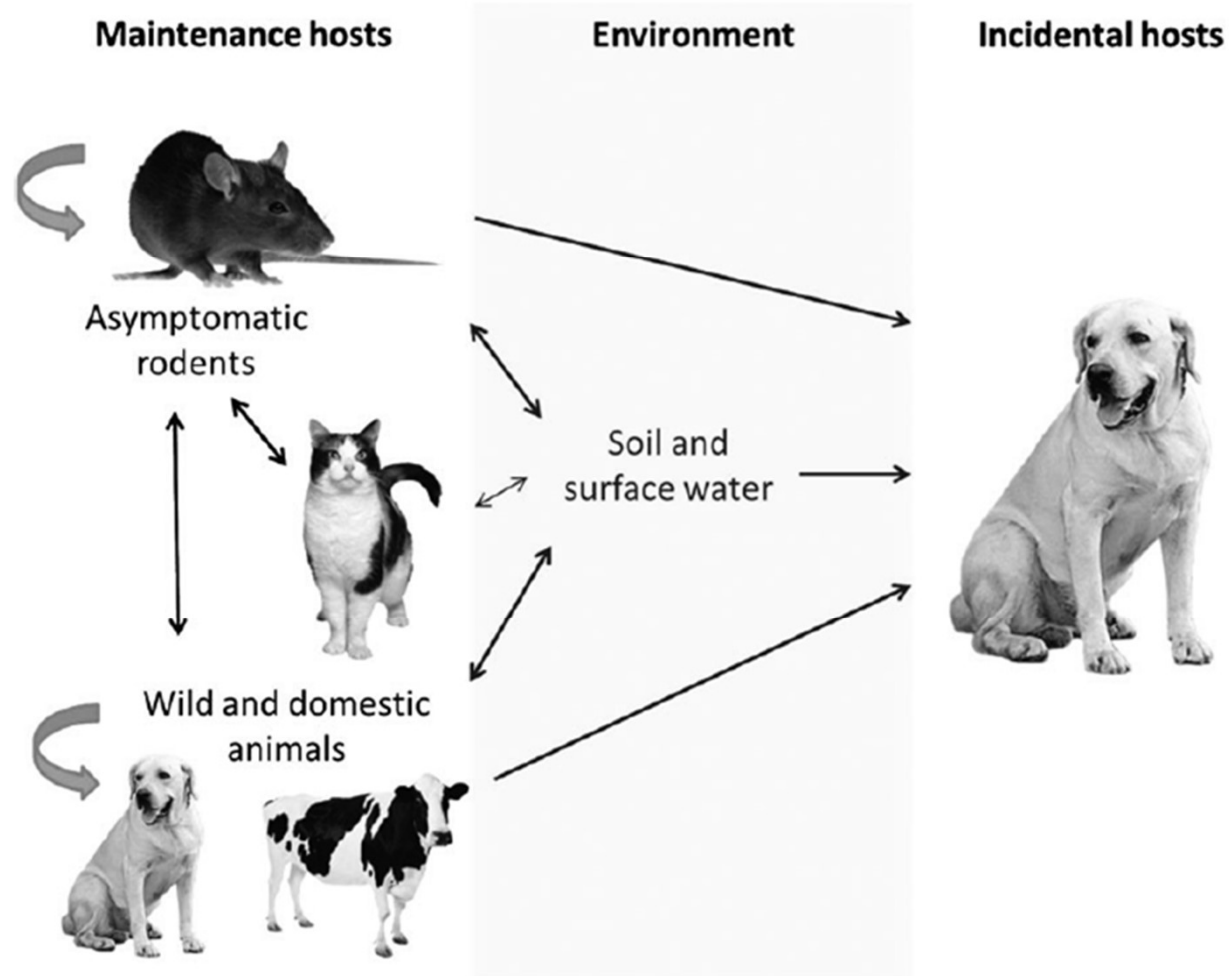 Maintenance hosts
Environment
Incidental hosts
Asymptomatic
rodents
Soil and
surface water
Wild and domestic
animals